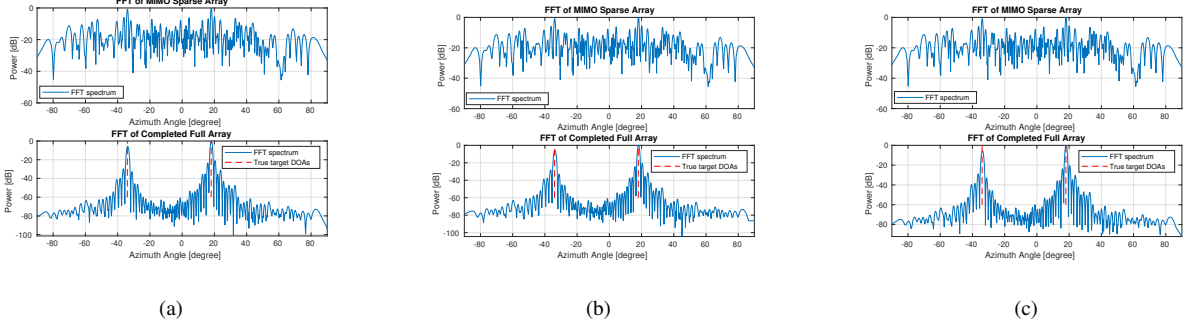 FFT of MIMO Sparse Array
0
-20
-40
-60
Power [dB]
FFT spectrum
-80 -60 -40 -20 0 20 40 60 80
Azimuth Angle [degree]
FFT of Completed Full Array
0
-20
-40
-60
-80
-100
Power [dB]
FFT spectrum
True target DOAs
-80 -60 -40 -20 0 20 40 60 80
Azimuth Angle [degree]
(a)
FFT of MIMO Sparse Array
0
-20
-40
-60
Power [dB]
FFT spectrum
-80 -60 -40 -20 0 20 40 60 80
Azimuth Angle [degree]
FFT of Completed Full Array
0
-20
-40
-60
-80
-100
Power [dB]
FFT spectrum
True target DOAs
-80 -60 -40 -20 0 20 40 60 80
Azimuth Angle [degree]
(b)
FFT of MIMO Sparse Array
0
-20
-40
-60
Power [dB]
FFT spectrum
-80 -60 -40 -20 0 20 40 60 80
Azimuth Angle [degree]
FFT of Completed Full Array
0
-20
-40
-60
-80
Power [dB]
FFT spectrum
True target DOAs
-80 -60 -40 -20 0 20 40 60 80
Azimuth Angle [degree]
(c)